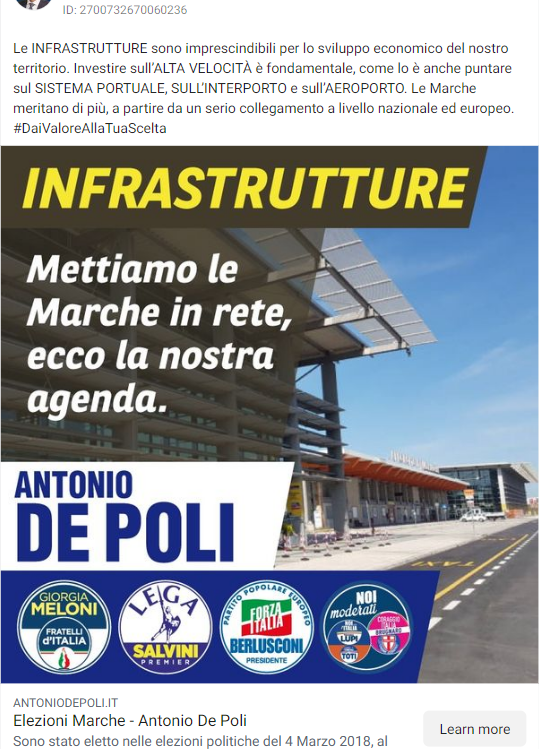 ID: 2700732670060236
Le INFRASTRUTTURE sono imprescindibili per lo sviluppo economico del nostro
territorio. Investire sull'ALTA VELOCITÀ è fondamentale, come lo è anche puntare
sul SISTEMA PORTUALE, SULL'INTERPORTO e sull'AEROPORTO. Le Marche
meritano di più, a partire da un serio collegamento a livello nazionale ed europeo.
#DaiValoreAllaTuaScelta
INFRASTRUTTURE
Mettiamo le
Marche in rete,
ecco la nostra
agenda.
TAXI
ANTONIO
DE POLI
GIORGIA
MELONI
FRATELLI
d'ITALIA
LEGA
SALVINI
PREMIER
PARTITO POPOLARE EUROPEO
FORZA
ITALIA
BERLUSCONI
PRESIDENTE
NOI
moderati
LUPI
TOTI
CORAGGIO
ITALIA
BRUGNARO
ANTONIODEPOLI.IT
Elezioni Marche - Antonio De Poli
Sono stato eletto nelle elezioni politiche del 4 Marzo 2018, al
Learn more